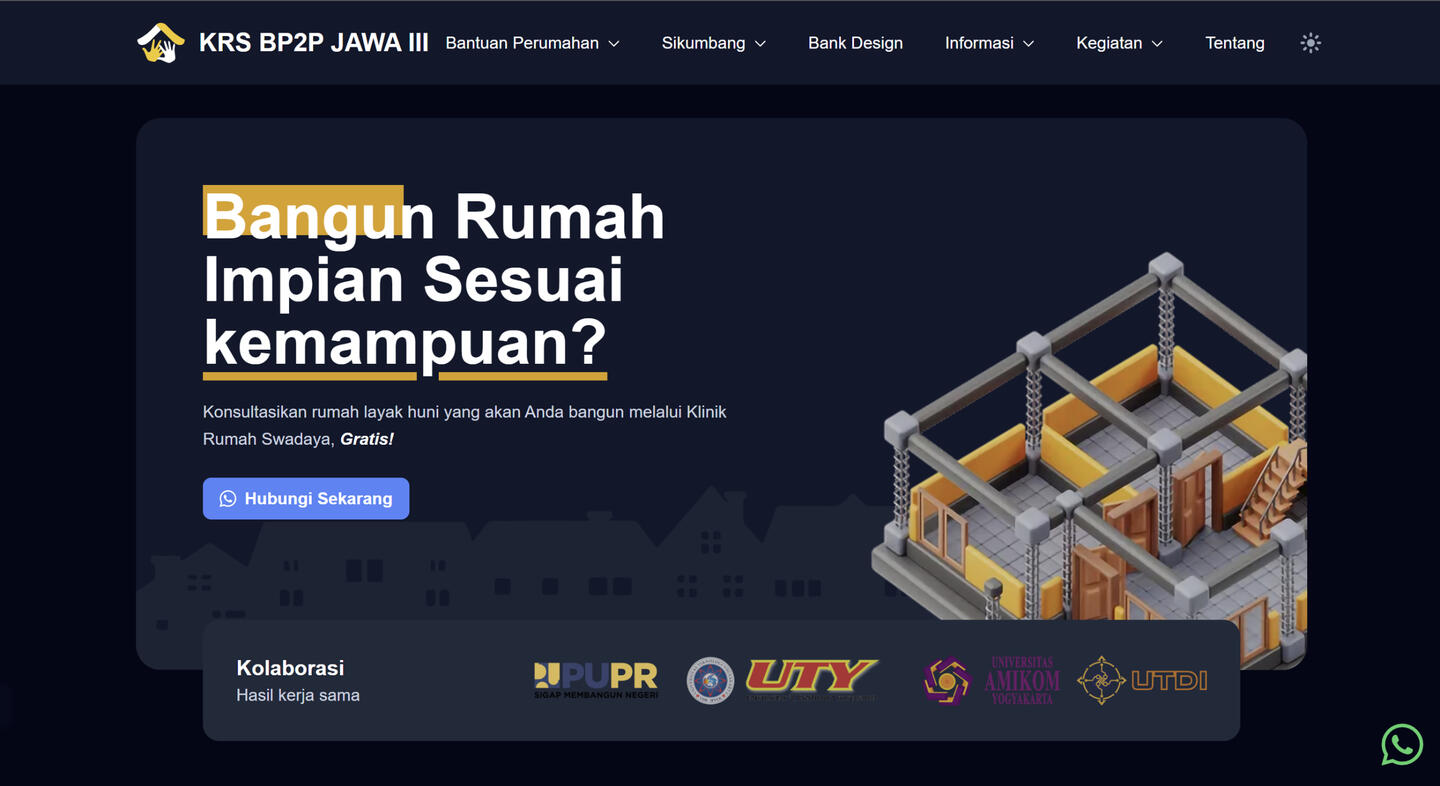 KRS BP2P JAWA III
Bantuan Perumahan
Sikumbang
Bank Design
Informasi
Kegiatan
Tentang
Bangun Rumah
Impian Sesuai
kemampuan?
Konsultasikan rumah layak huni yang akan Anda bangun melalui Klinik
Rumah Swadaya, Gratis!
Hubungi Sekarang
Kolaborasi
Hasil kerja sama
PUPR
SIGAP MEMBANGUN NEGERI
UTY
UNIVERSITAS
AMIKOM
YOGYAKARTA
UTDI